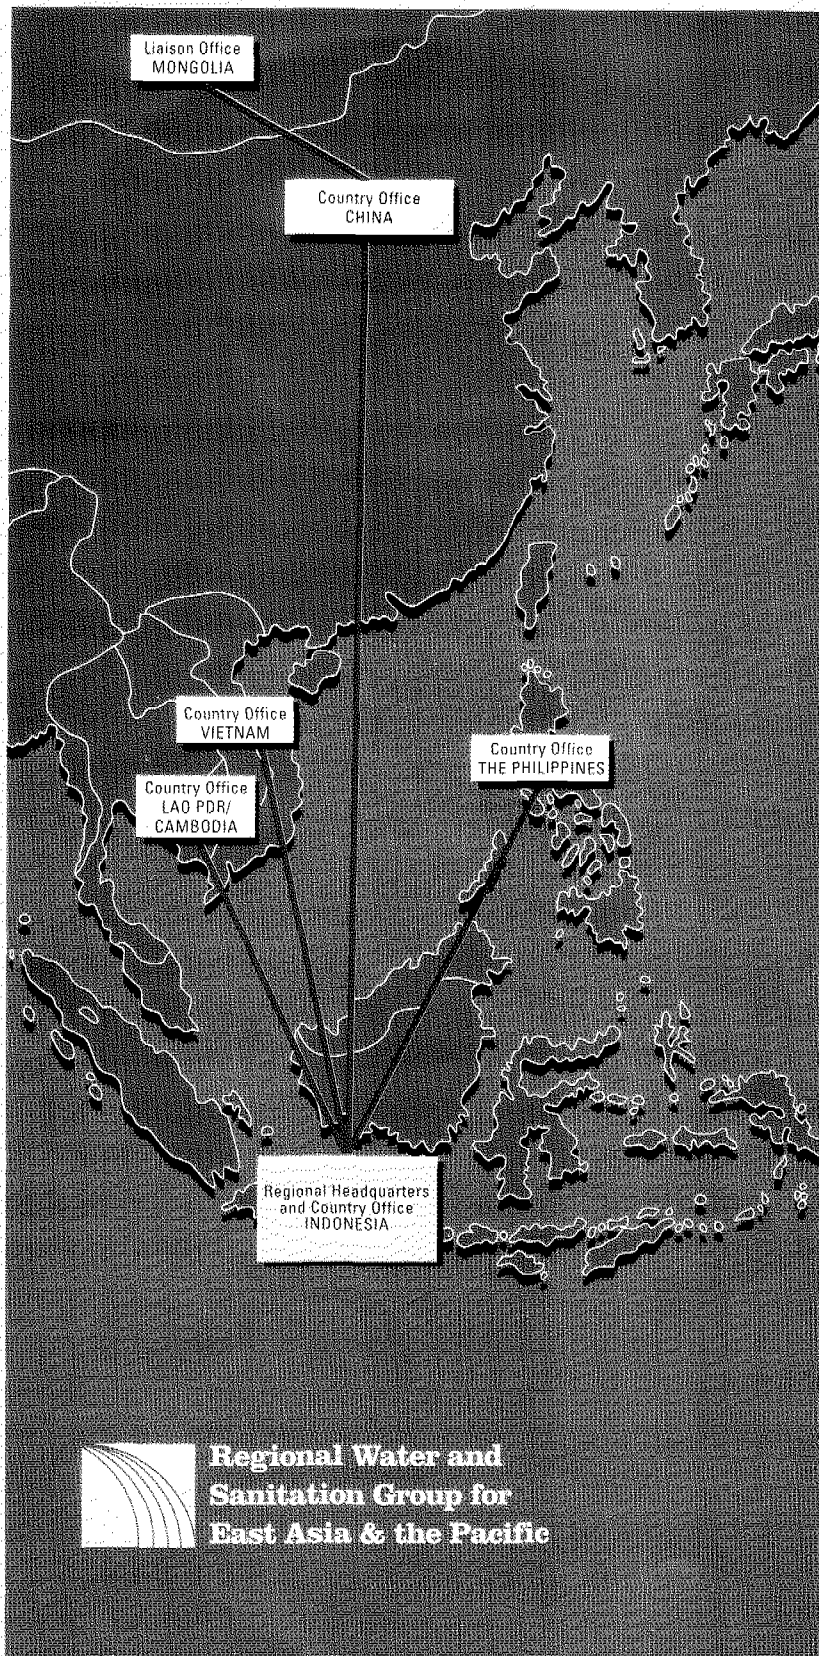 Liaison Office
MONGOLIA
Country Office
CHINA
Country Office
VIETNAM
Country Office
THE PHILIPPINES
Country Office
LAO PDR/
CAMBODIA
Regional Headquarters
and Country Office
INDONESIA
Regional Water and
Sanitation Group for
East Asia & the Pacific